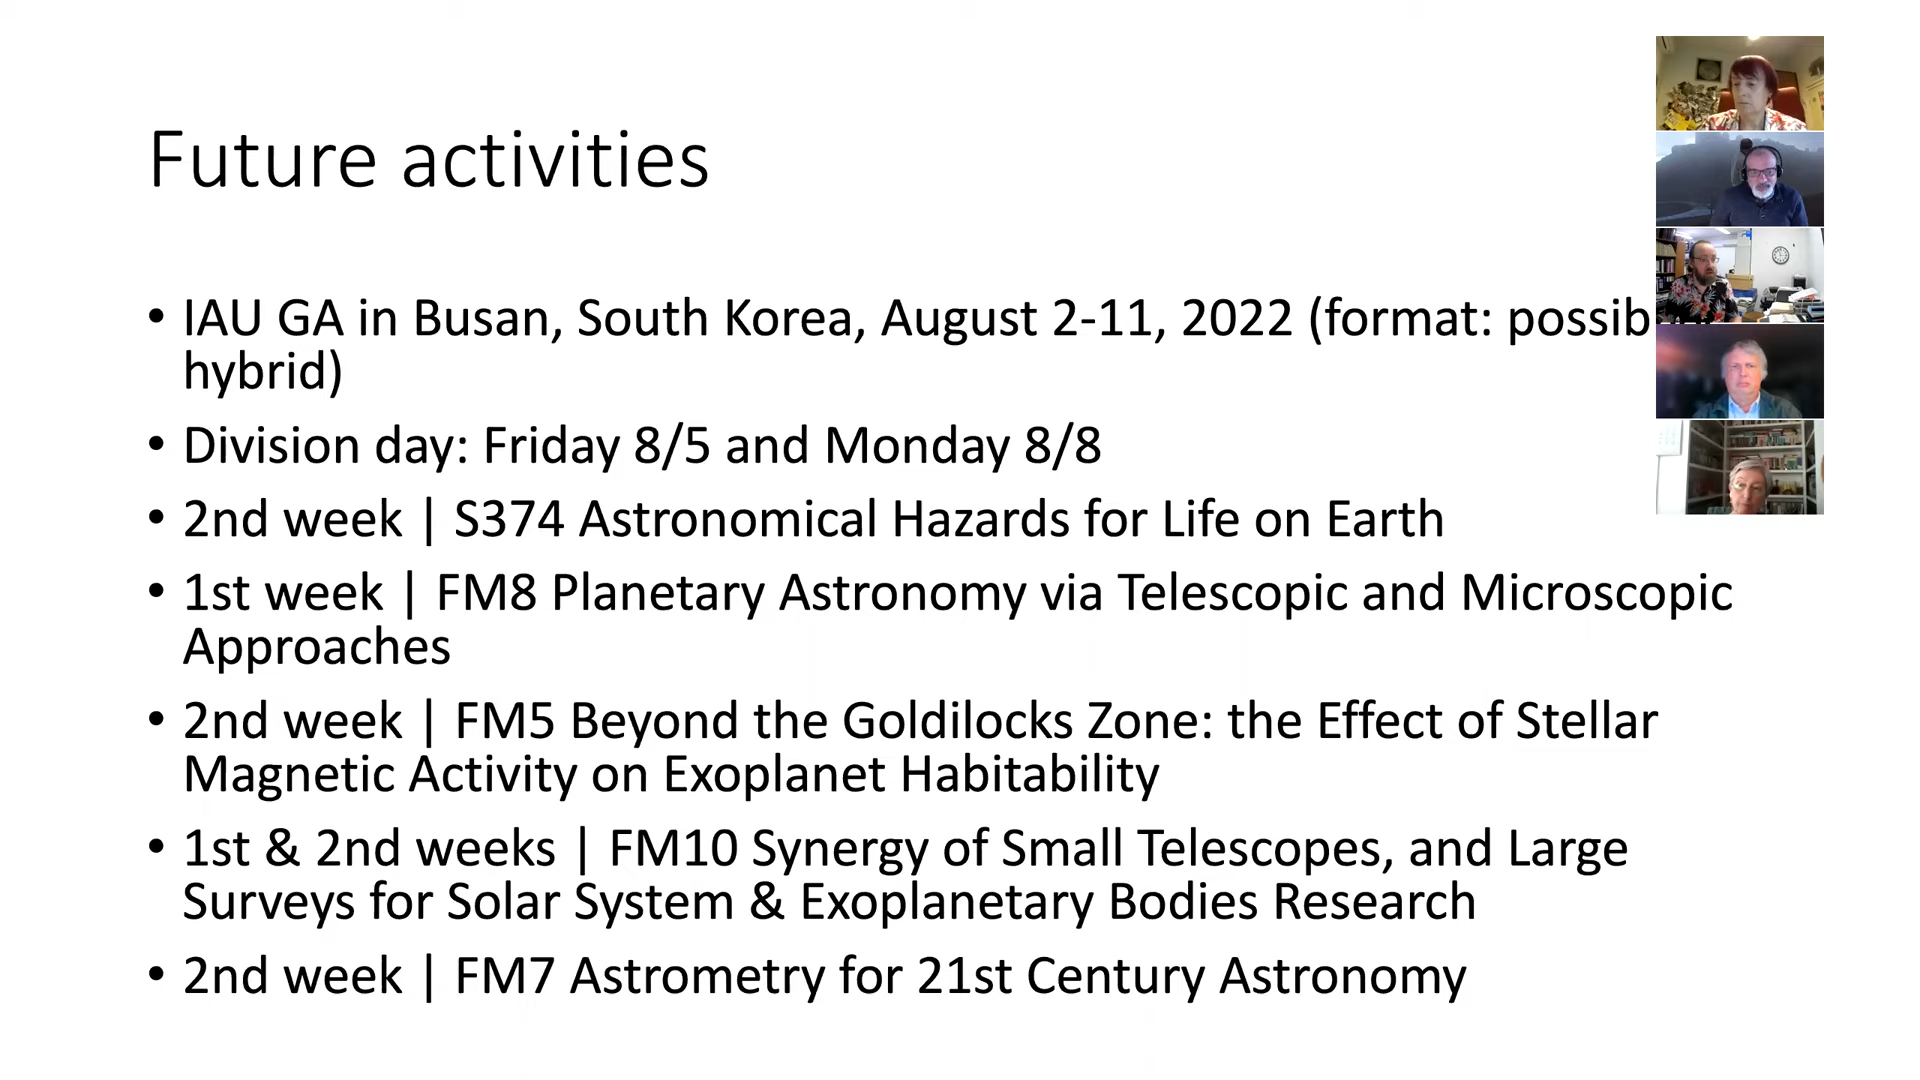 Future activities
• IAU GA in Busan, South Korea, August 2-11, 2022 (format:
hybrid)
• Division day: Friday 8/5 and Monday 8/8
• 2nd week | S374 Astronomical Hazards for Life on Earth
• 1st week | FM8 Planetary Astronomy via Telescopic and Microscopic
Approaches
• 2nd week | FM5 Beyond the Goldilocks Zone: the Effect of Stellar
Magnetic Activity on Exoplanet Habitability
• 1st & 2nd weeks | FM10 Synergy of Small Telescopes, and Large
Surveys for Solar System & Exoplanetary Bodies Research
• 2nd week | FM7 Astrometry for 21st Century Astronomy